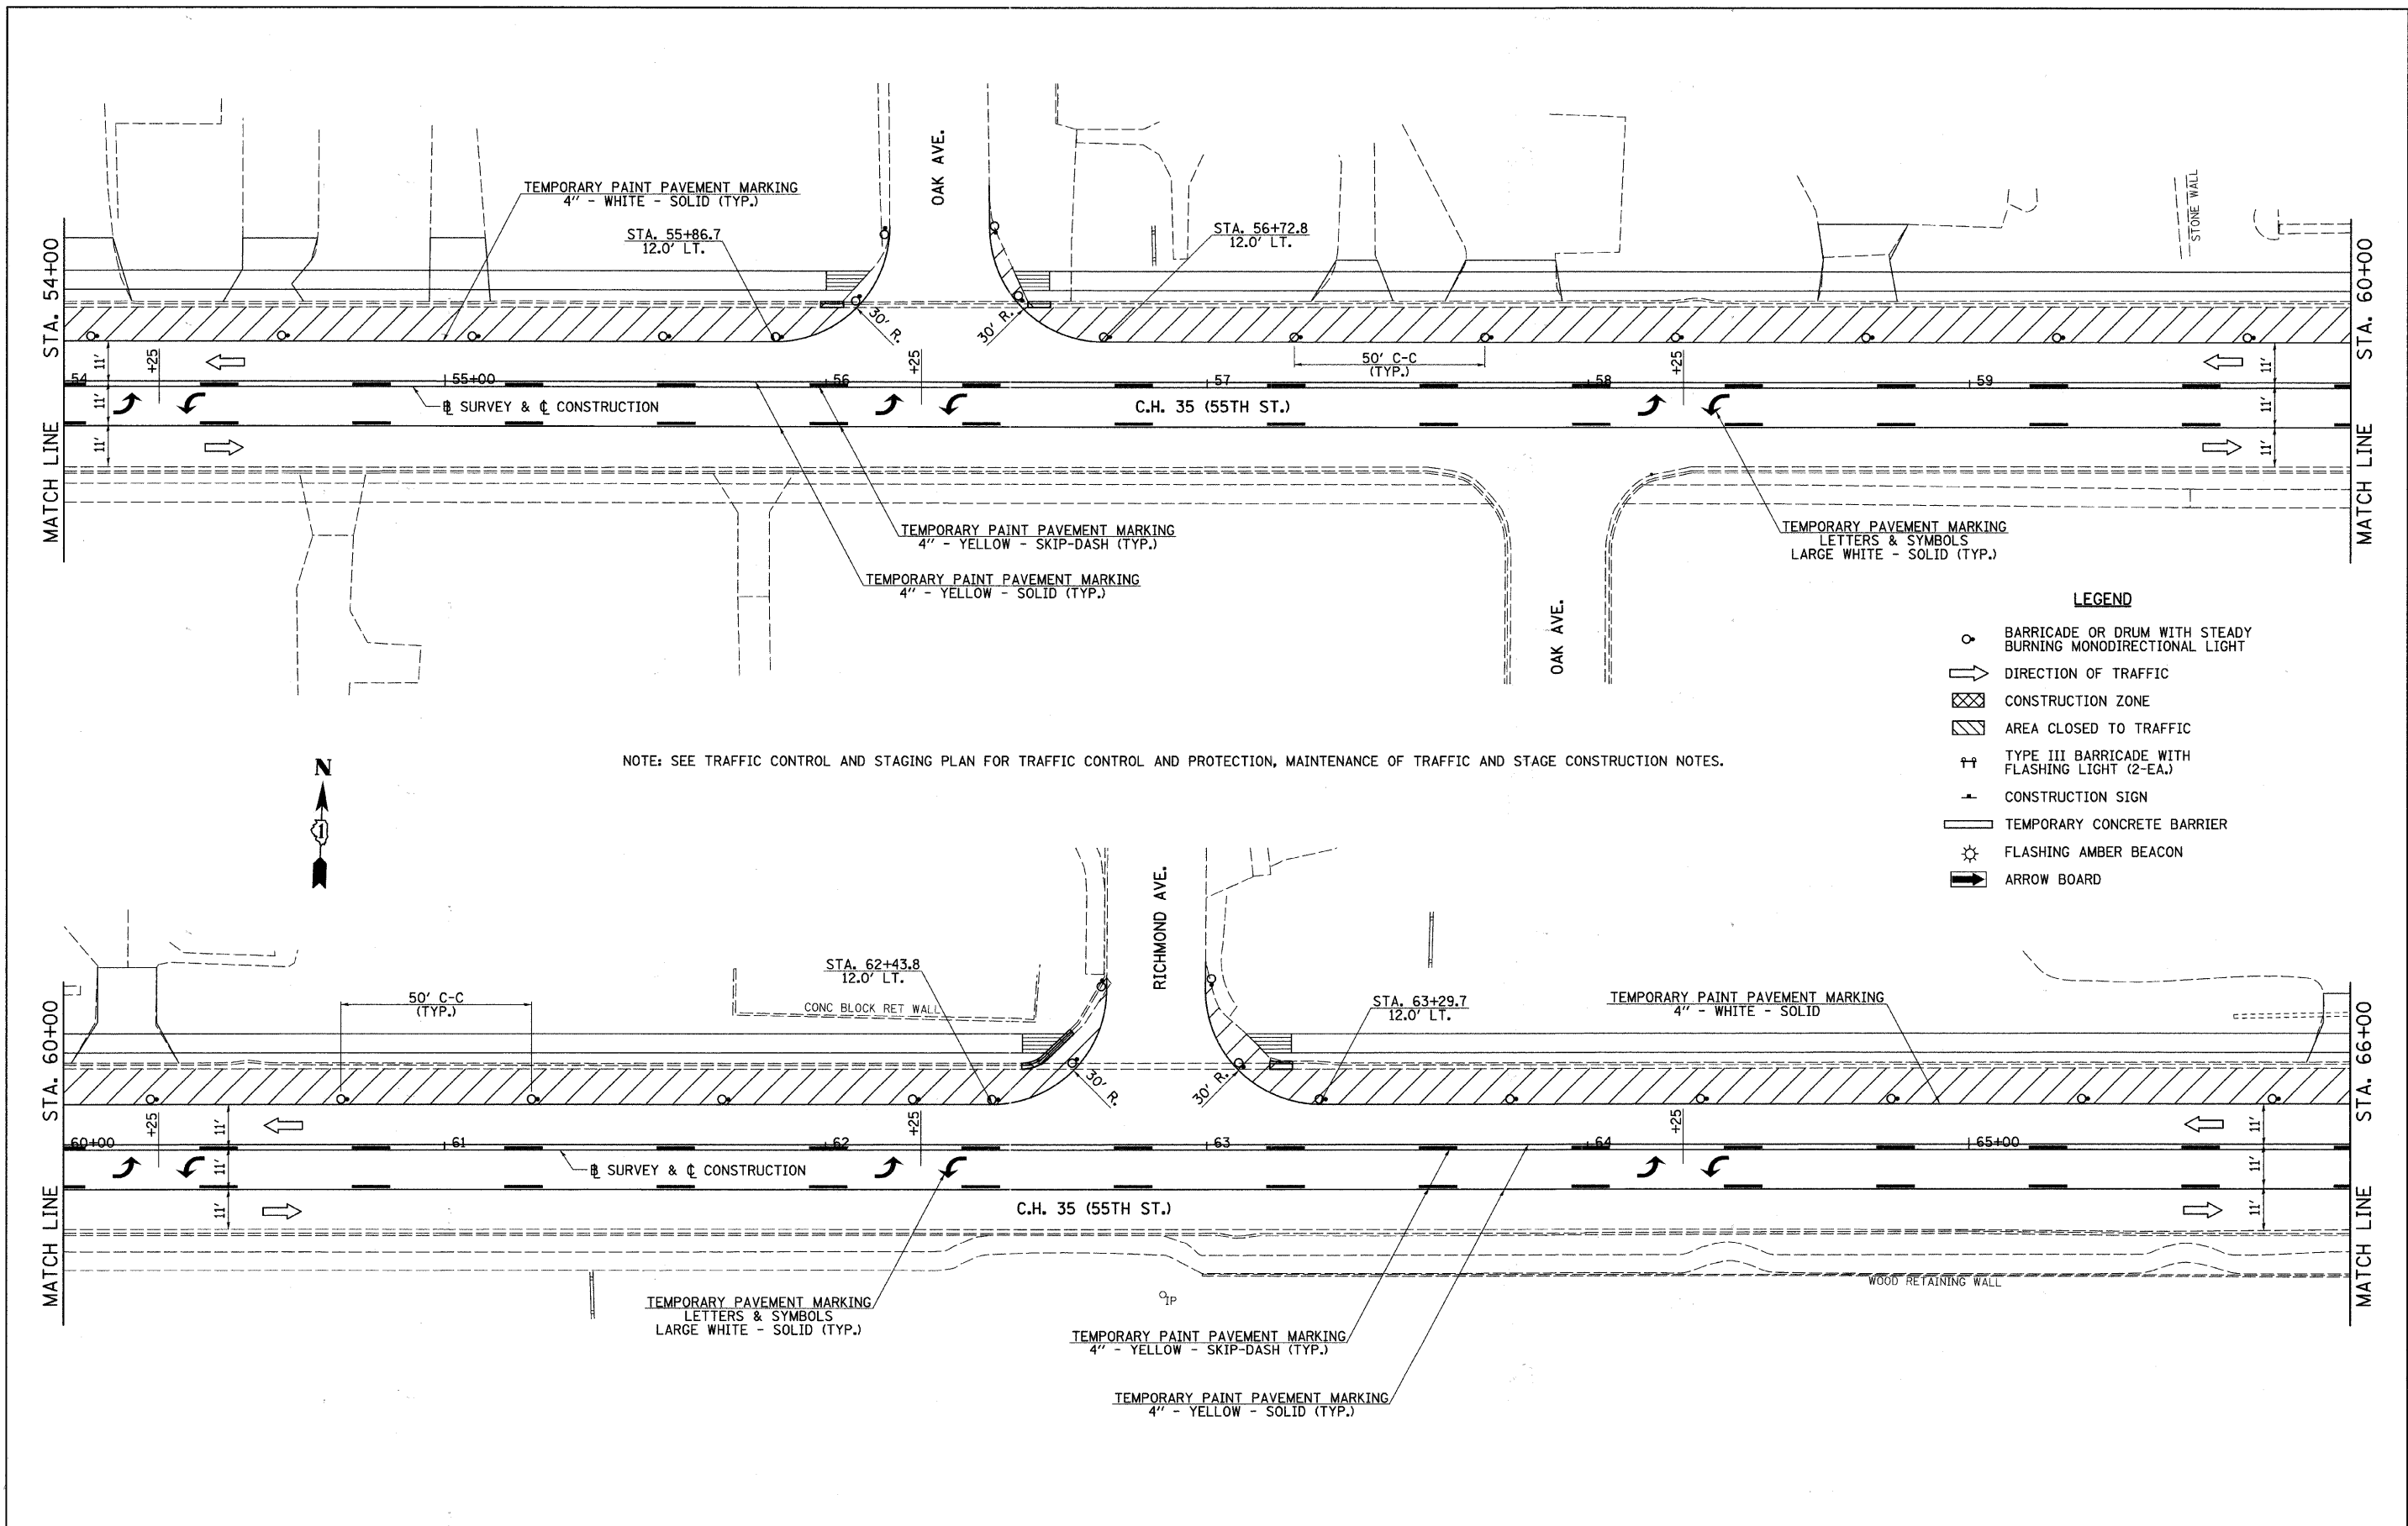 OAK AVE.
TEMPORARY PAINT PAVEMENT MARKING
4" - WHITE - SOLID (TYP.)
STA. 55+86.7
12.0' LT.
STA. 56+72.8
12.0' LT.
STONE WALL
STA. 54+00
MATCH LINE
STA. 60+00
MATCH LINE
30' R.
30' R.
11'
11'
11'
+25
+25
50' C-C
(TYP.)
+25
11'
11'
11'
54
55+00
56
57
58
59
℄ SURVEY & ℄ CONSTRUCTION
C.H. 35 (55TH ST.)
TEMPORARY PAINT PAVEMENT MARKING
4" - YELLOW - SKIP-DASH (TYP.)
TEMPORARY PAINT PAVEMENT MARKING
4" - YELLOW - SOLID (TYP.)
TEMPORARY PAVEMENT MARKING
LETTERS & SYMBOLS
LARGE WHITE - SOLID (TYP.)
OAK AVE.
LEGEND
BARRICADE OR DRUM WITH STEADY
BURNING MONODIRECTIONAL LIGHT
DIRECTION OF TRAFFIC
CONSTRUCTION ZONE
AREA CLOSED TO TRAFFIC
TYPE III BARRICADE WITH
FLASHING LIGHT (2-EA.)
CONSTRUCTION SIGN
TEMPORARY CONCRETE BARRIER
FLASHING AMBER BEACON
ARROW BOARD
NOTE: SEE TRAFFIC CONTROL AND STAGING PLAN FOR TRAFFIC CONTROL AND PROTECTION, MAINTENANCE OF TRAFFIC AND STAGE CONSTRUCTION NOTES.
N
1
RICHMOND AVE.
STA. 62+43.8
12.0' LT.
50' C-C
(TYP.)
CONC BLOCK RET WALL
STA. 63+29.7
12.0' LT.
TEMPORARY PAINT PAVEMENT MARKING
4" - WHITE - SOLID
STA. 60+00
MATCH LINE
STA. 66+00
MATCH LINE
30' R.
30' R.
+25
11'
11'
11'
+25
+25
11'
11'
11'
60+00
61
62
63
64
65+00
℄ SURVEY & ℄ CONSTRUCTION
C.H. 35 (55TH ST.)
WOOD RETAINING WALL
IP
TEMPORARY PAVEMENT MARKING
LETTERS & SYMBOLS
LARGE WHITE - SOLID (TYP.)
TEMPORARY PAINT PAVEMENT MARKING
4" - YELLOW - SKIP-DASH (TYP.)
TEMPORARY PAINT PAVEMENT MARKING
4" - YELLOW - SOLID (TYP.)